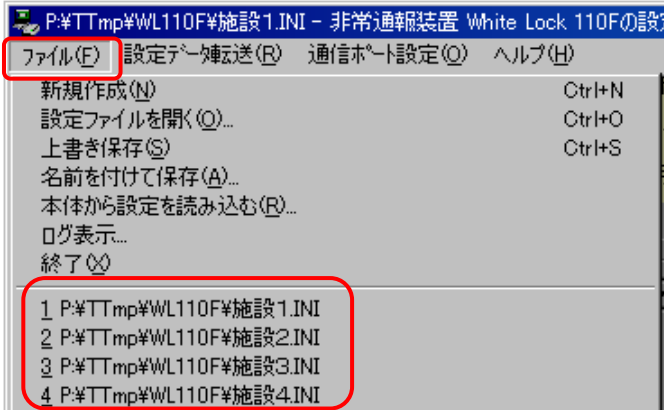 P:¥TTmp¥WL110F¥施設1.INI - 非常通報装置 White Lock 110Fの設
ファイル(F) 設定データ転送(R) 通信ポート設定(O) ヘルプ(H)
新規作成(N) Ctrl+N
設定ファイルを開く(O)... Ctrl+O
上書き保存(S) Ctrl+S
名前を付けて保存(A)...
本体から設定を読み込む(R)...
ログ表示...
終了(X)
1 P:¥TTmp¥WL110F¥施設1.INI
2 P:¥TTmp¥WL110F¥施設2.INI
3 P:¥TTmp¥WL110F¥施設3.INI
4 P:¥TTmp¥WL110F¥施設4.INI